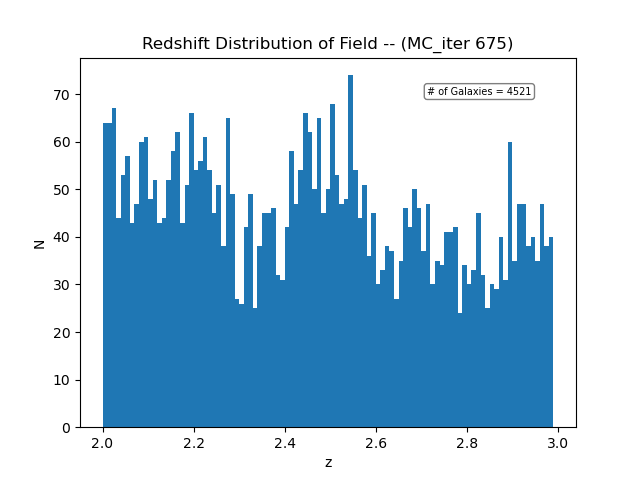 Redshift Distribution of Field -- (MC_iter 675)
# of Galaxies = 4521
70
60
50
40
30
20
10
0
N
2.0 2.2 2.4 2.6 2.8 3.0
z